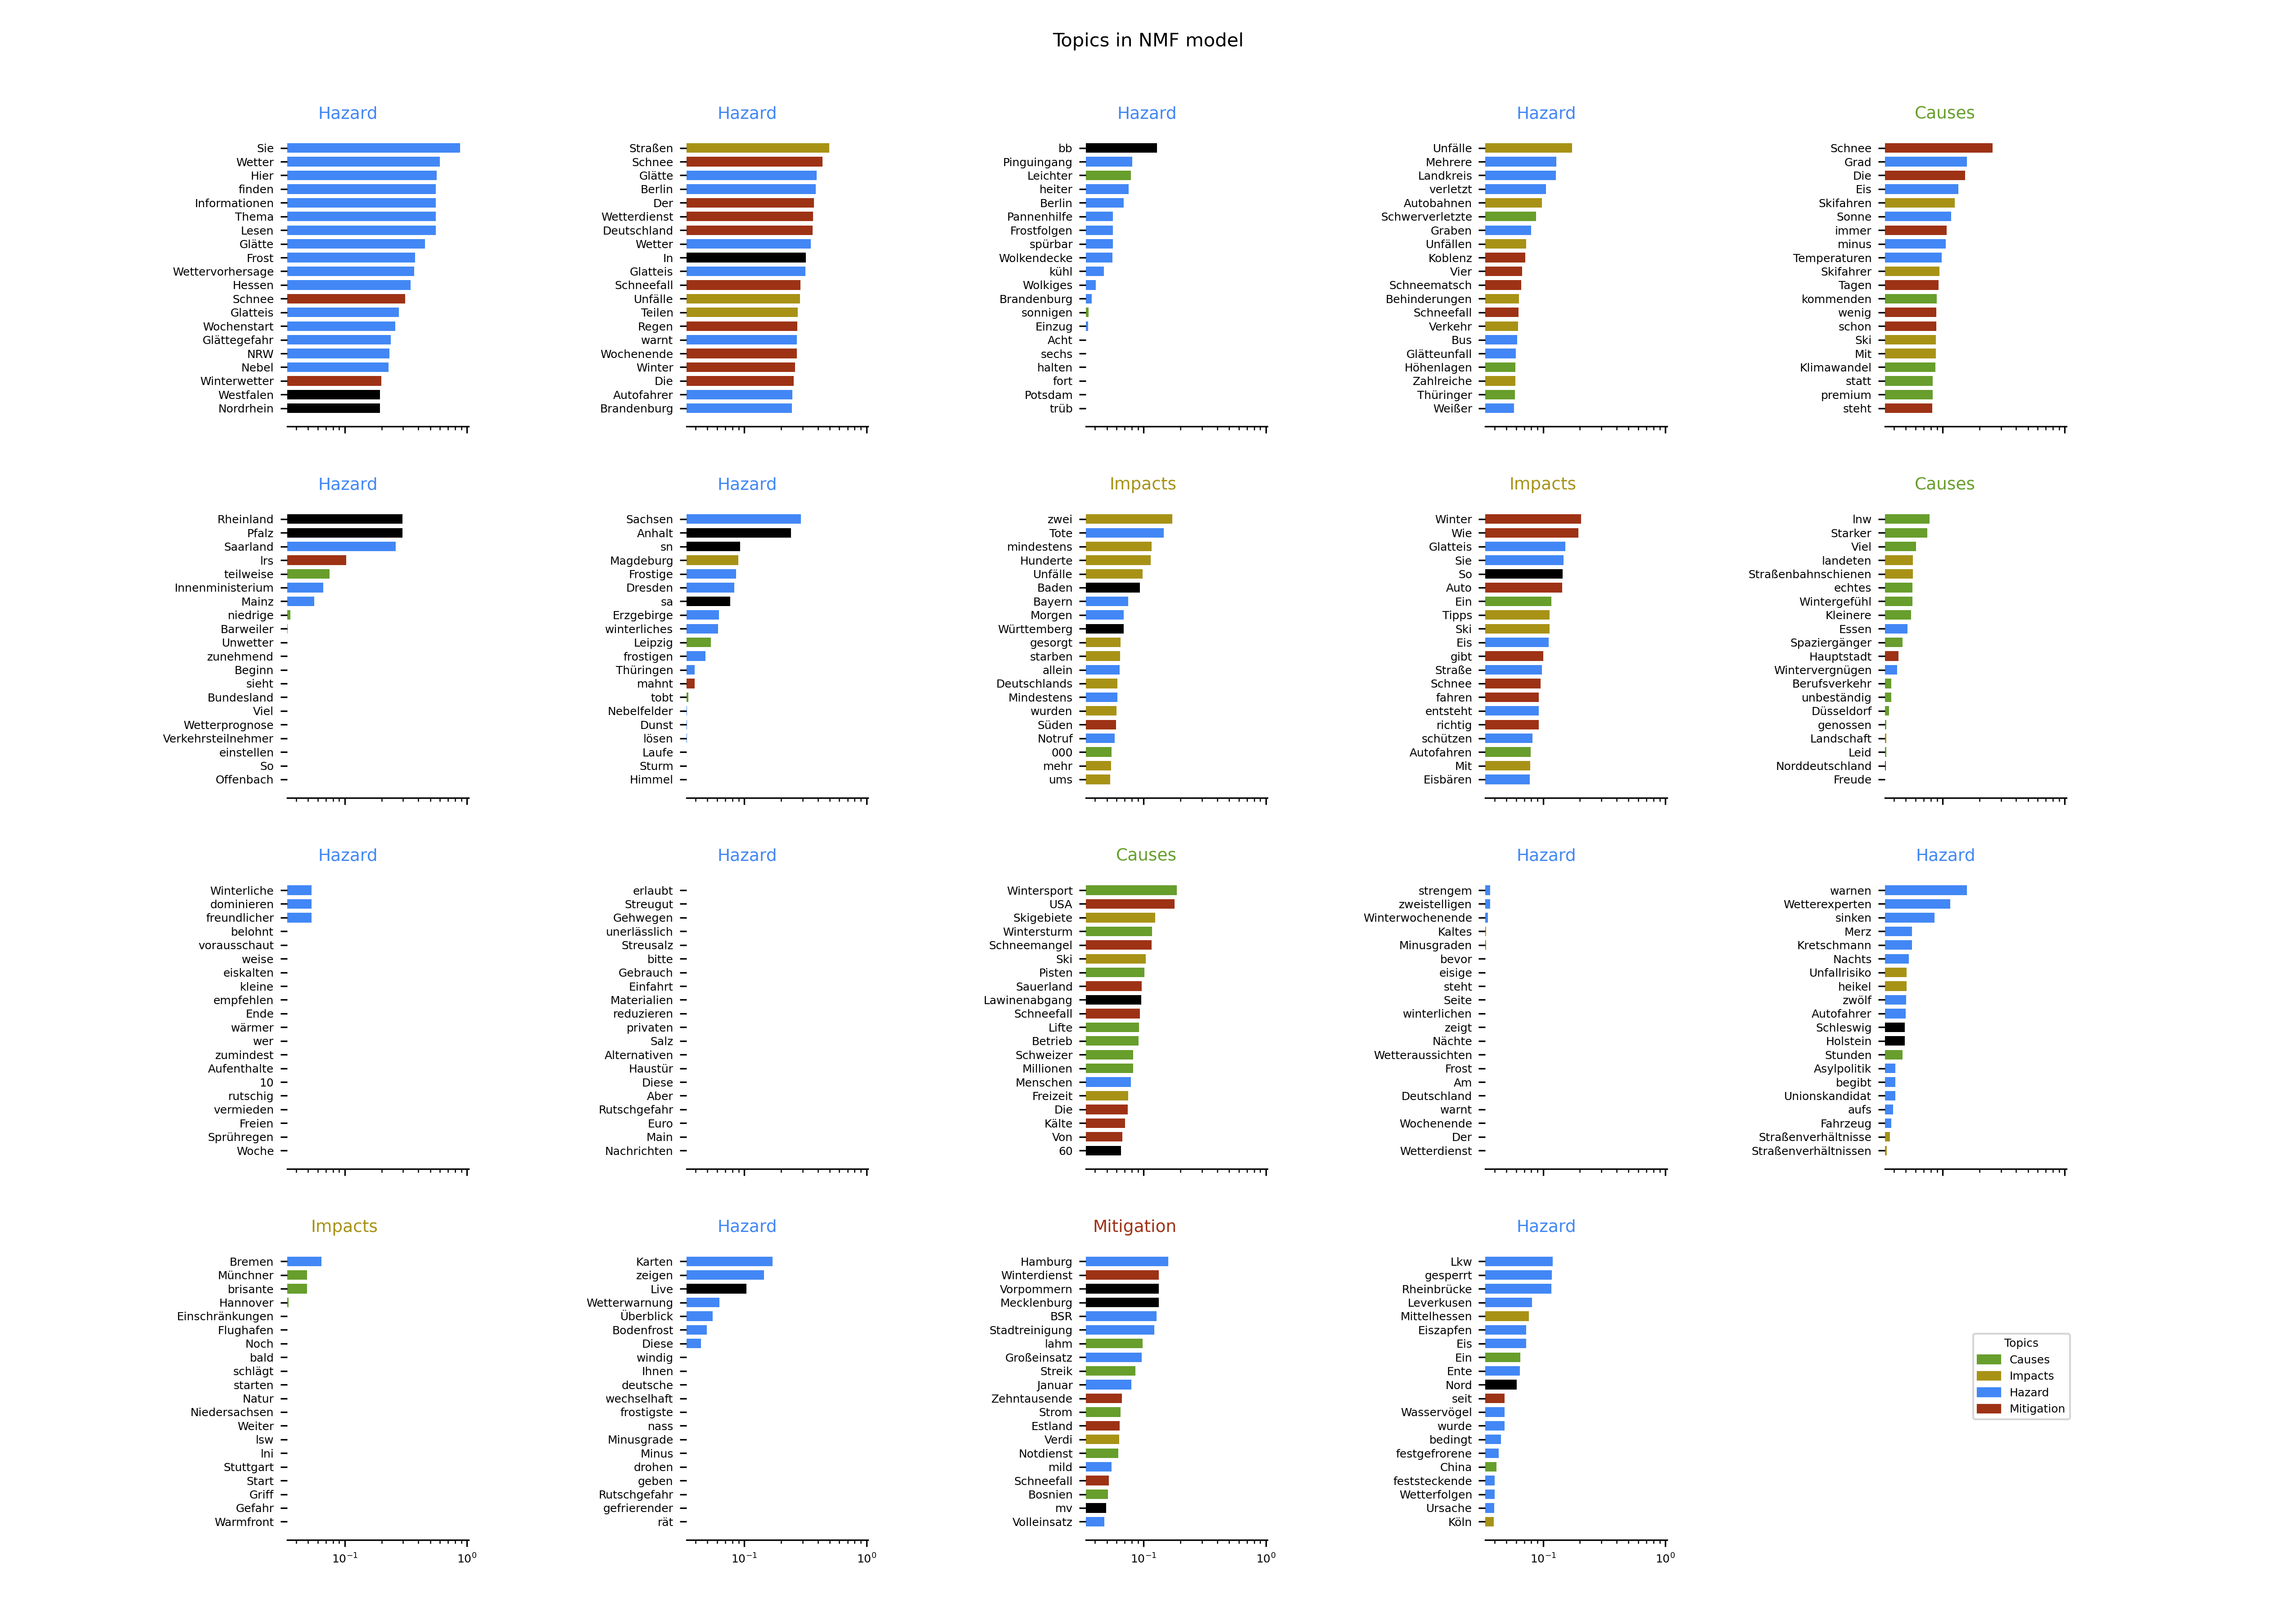 Topics in NMF model
Hazard
Sie
Wetter
Hier
finden
Informationen
Thema
Lesen
Glätte
Frost
Wettervorhersage
Hessen
Schnee
Glatteis
Wochenstart
Glättegefahr
NRW
Nebel
Winterwetter
Westfalen
Nordrhein
Hazard
Straßen
Schnee
Glätte
Berlin
Der
Wetterdienst
Deutschland
Wetter
In
Glatteis
Schneefall
Unfälle
Teilen
Regen
warnt
Wochenende
Winter
Die
Autofahrer
Brandenburg
Hazard
bb
Pinguingang
Leichter
heiter
Berlin
Pannenhilfe
Frostfolgen
spürbar
Wolkendecke
kühl
Wolkiges
Brandenburg
sonnigen
Einzug
Acht
sechs
halten
fort
Potsdam
trüb
Hazard
Unfälle
Mehrere
Landkreis
verletzt
Autobahnen
Schwerverletzte
Graben
Unfällen
Koblenz
Vier
Schneematsch
Behinderungen
Schneefall
Verkehr
Bus
Glätteunfall
Höhenlagen
Zahlreiche
Thüringer
Weißer
Causes
Schnee
Grad
Die
Eis
Skifahren
Sonne
immer
minus
Temperaturen
Skifahrer
Tagen
kommenden
wenig
schon
Ski
Mit
Klimawandel
statt
premium
steht
Hazard
Rheinland
Pfalz
Saarland
lrs
teilweise
Innenministerium
Mainz
niedrige
Barweiler
Unwetter
zunehmend
Beginn
sieht
Bundesland
Viel
Wetterprognose
Verkehrsteilnehmer
einstellen
So
Offenbach
Hazard
Sachsen
Anhalt
sn
Magdeburg
Frostige
Dresden
sa
Erzgebirge
winterliches
Leipzig
frostigen
Thüringen
mahnt
tobt
Nebelfelder
Dunst
lösen
Laufe
Sturm
Himmel
Impacts
zwei
Tote
mindestens
Hunderte
Unfälle
Baden
Bayern
Morgen
Württemberg
gesorgt
starben
allein
Deutschlands
Mindestens
wurden
Süden
Notruf
000
mehr
ums
Impacts
Winter
Wie
Glatteis
Sie
So
Auto
Ein
Tipps
Ski
Eis
gibt
Straße
Schnee
fahren
entsteht
richtig
schützen
Autofahren
Mit
Eisbären
Causes
lnw
Starker
Viel
landeten
Straßenbahnschienen
echtes
Wintergefühl
Kleinere
Essen
Spaziergänger
Hauptstadt
Wintervergnügen
Berufsverkehr
unbeständig
Düsseldorf
genossen
Landschaft
Leid
Norddeutschland
Freude
Hazard
Winterliche
dominieren
freundlicher
belohnt
vorausschaut
weise
eiskalten
kleine
empfehlen
Ende
wärmer
wer
zumindest
Aufenthalte
10
rutschig
vermieden
Freien
Sprühregen
Woche
Hazard
erlaubt
Streugut
Gehwegen
unerlässlich
Streusalz
bitte
Gebrauch
Einfahrt
Materialien
reduzieren
privaten
Salz
Alternativen
Haustür
Diese
Aber
Rutschgefahr
Euro
Main
Nachrichten
Causes
Wintersport
USA
Skigebiete
Wintersturm
Schneemangel
Ski
Pisten
Sauerland
Lawinenabgang
Schneefall
Lifte
Betrieb
Schweizer
Millionen
Menschen
Freizeit
Die
Kälte
Von
60
Hazard
strengem
zweistelligen
Winterwochenende
Kaltes
Minusgraden
bevor
eisige
steht
Seite
winterlichen
zeigt
Nächte
Wetteraussichten
Frost
Am
Deutschland
warnt
Wochenende
Der
Wetterdienst
Hazard
warnen
Wetterexperten
sinken
Merz
Kretschmann
Nachts
Unfallrisiko
heikel
zwölf
Autofahrer
Schleswig
Holstein
Stunden
Asylpolitik
begibt
Unionskandidat
aufs
Fahrzeug
Straßenverhältnisse
Straßenverhältnissen
Impacts
Bremen
Münchner
brisante
Hannover
Einschränkungen
Flughafen
Noch
bald
schlägt
starten
Natur
Niedersachsen
Weiter
lsw
lni
Stuttgart
Start
Griff
Gefahr
Warmfront
10⁻¹ 10⁰
Hazard
Karten
zeigen
Live
Wetterwarnung
Überblick
Bodenfrost
Diese
windig
Ihnen
deutsche
wechselhaft
frostigste
nass
Minusgrade
Minus
drohen
geben
Rutschgefahr
gefrierender
rät
10⁻¹ 10⁰
Mitigation
Hamburg
Winterdienst
Vorpommern
Mecklenburg
BSR
Stadtreinigung
lahm
Großeinsatz
Streik
Januar
Zehntausende
Strom
Estland
Verdi
Notdienst
mild
Schneefall
Bosnien
mv
Volleinsatz
10⁻¹ 10⁰
Hazard
Lkw
gesperrt
Rheinbrücke
Leverkusen
Mittelhessen
Eiszapfen
Eis
Ein
Ente
Nord
seit
Wasservögel
wurde
bedingt
festgefrorene
China
feststeckende
Wetterfolgen
Ursache
Köln
10⁻¹ 10⁰
Topics
Causes
Impacts
Hazard
Mitigation